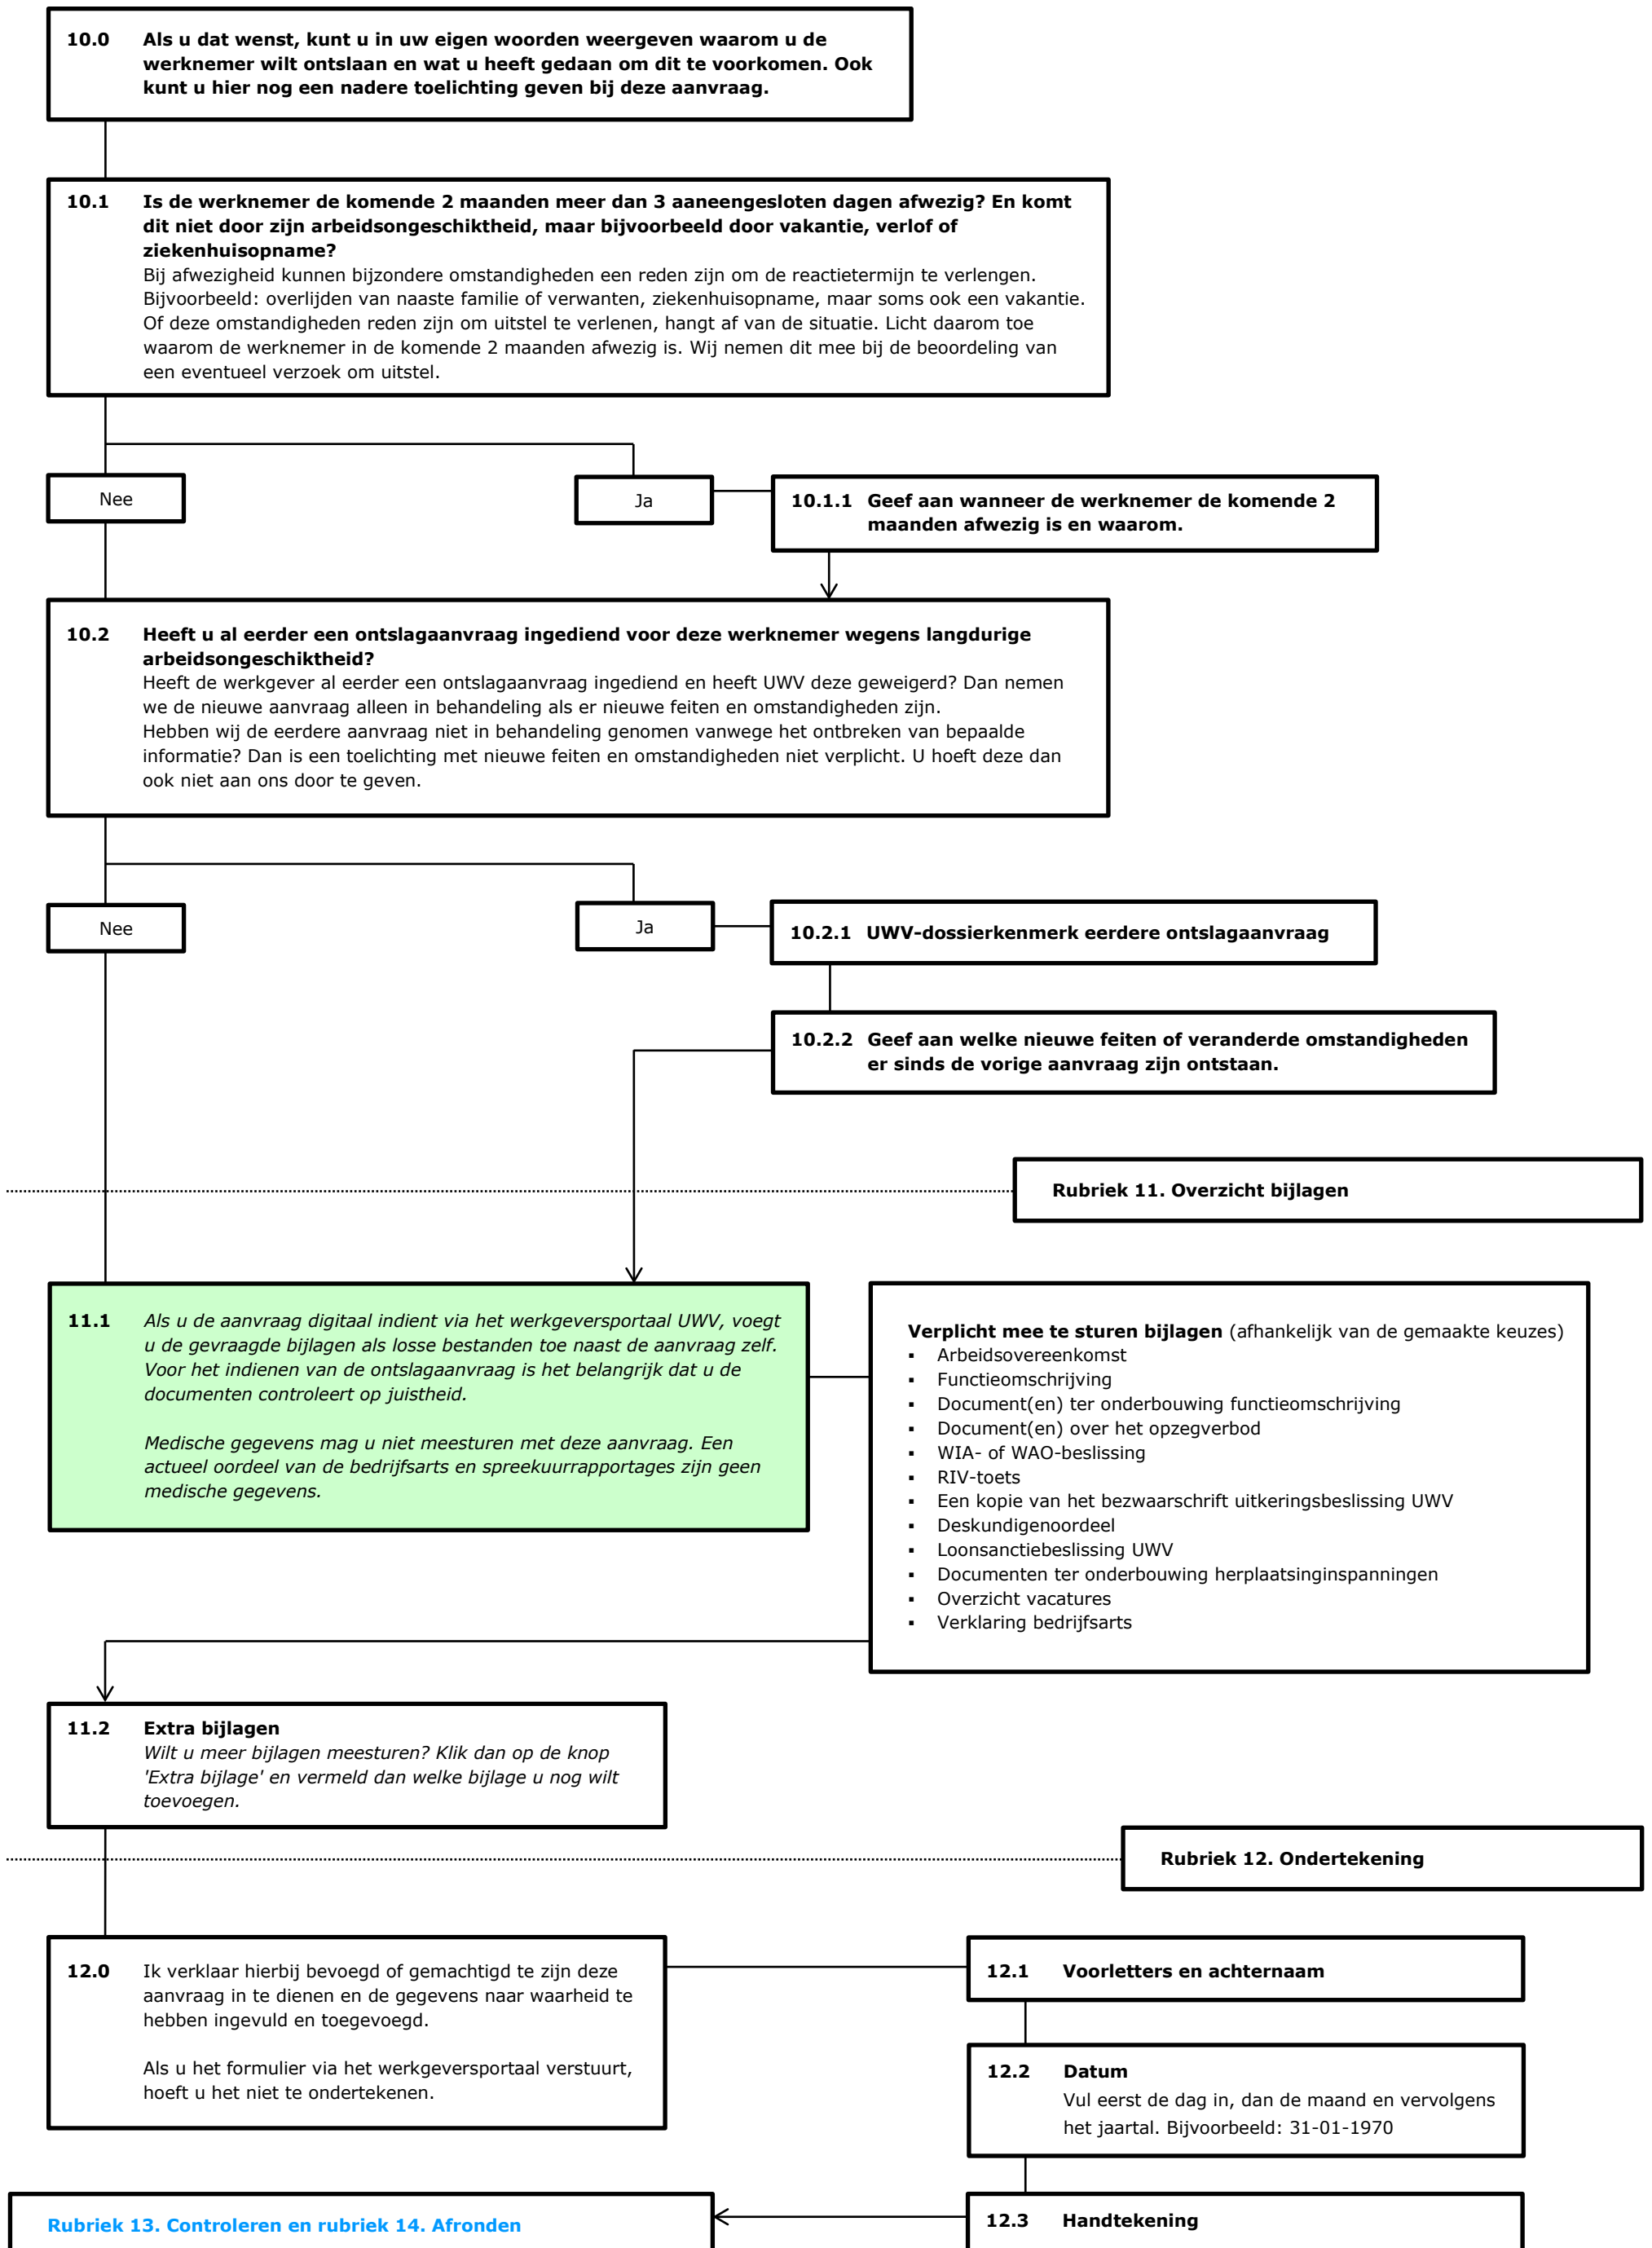 10.0 Als u dat wenst, kunt u in uw eigen woorden weergeven waarom u de
werknemer wilt ontslaan en wat u heeft gedaan om dit te voorkomen. Ook
kunt u hier nog een nadere toelichting geven bij deze aanvraag.
10.1 Is de werknemer de komende 2 maanden meer dan 3 aaneengesloten dagen afwezig? En komt
dit niet door zijn arbeidsongeschiktheid, maar bijvoorbeeld door vakantie, verlof of
ziekenhuisopname?
Bij afwezigheid kunnen bijzondere omstandigheden een reden zijn om de reactietermijn te verlengen.
Bijvoorbeeld: overlijden van naaste familie of verwanten, ziekenhuisopname, maar soms ook een vakantie.
Of deze omstandigheden reden zijn om uitstel te verlenen, hangt af van de situatie. Licht daarom toe
waarom de werknemer in de komende 2 maanden afwezig is. Wij nemen dit mee bij de beoordeling van
een eventueel verzoek om uitstel.
Nee
Ja
10.1.1 Geef aan wanneer de werknemer de komende 2
maanden afwezig is en waarom.
10.2 Heeft u al eerder een ontslagaanvraag ingediend voor deze werknemer wegens langdurige
arbeidsongeschiktheid?
Heeft de werkgever al eerder een ontslagaanvraag ingediend en heeft UWV deze geweigerd? Dan nemen
we de nieuwe aanvraag alleen in behandeling als er nieuwe feiten en omstandigheden zijn.
Hebben wij de eerdere aanvraag niet in behandeling genomen vanwege het ontbreken van bepaalde
informatie? Dan is een toelichting met nieuwe feiten en omstandigheden niet verplicht. U hoeft deze dan
ook niet aan ons door te geven.
Nee
Ja
10.2.1 UWV-dossierkenmerk eerdere ontslagaanvraag
10.2.2 Geef aan welke nieuwe feiten of veranderde omstandigheden
er sinds de vorige aanvraag zijn ontstaan.
Rubriek 11. Overzicht bijlagen
11.1 Als u de aanvraag digitaal indient via het werkgeversportaal UWV, voegt
u de gevraagde bijlagen als losse bestanden toe naast de aanvraag zelf.
Voor het indienen van de ontslagaanvraag is het belangrijk dat u de
documenten controleert op juistheid.
Medische gegevens mag u niet meesturen met deze aanvraag. Een
actueel oordeel van de bedrijfsarts en spreekuurrapportages zijn geen
medische gegevens.
Verplicht mee te sturen bijlagen (afhankelijk van de gemaakte keuzes)
▪ Arbeidsovereenkomst
▪ Functieomschrijving
▪ Document(en) ter onderbouwing functieomschrijving
▪ Document(en) over het opzegverbod
▪ WIA- of WAO-beslissing
▪ RIV-toets
▪ Een kopie van het bezwaarschrift uitkeringsbeslissing UWV
▪ Deskundigenoordeel
▪ Loonsanctiebeslissing UWV
▪ Documenten ter onderbouwing herplaatsinginspanningen
▪ Overzicht vacatures
▪ Verklaring bedrijfsarts
11.2 Extra bijlagen
Wilt u meer bijlagen meesturen? Klik dan op de knop
'Extra bijlage' en vermeld dan welke bijlage u nog wilt
toevoegen.
Rubriek 12. Ondertekening
12.0 Ik verklaar hierbij bevoegd of gemachtigd te zijn deze
aanvraag in te dienen en de gegevens naar waarheid te
hebben ingevuld en toegevoegd.
Als u het formulier via het werkgeversportaal verstuurt,
hoeft u het niet te ondertekenen.
12.1 Voorletters en achternaam
12.2 Datum
Vul eerst de dag in, dan de maand en vervolgens
het jaartal. Bijvoorbeeld: 31-01-1970
12.3 Handtekening
Rubriek 13. Controleren en rubriek 14. Afronden